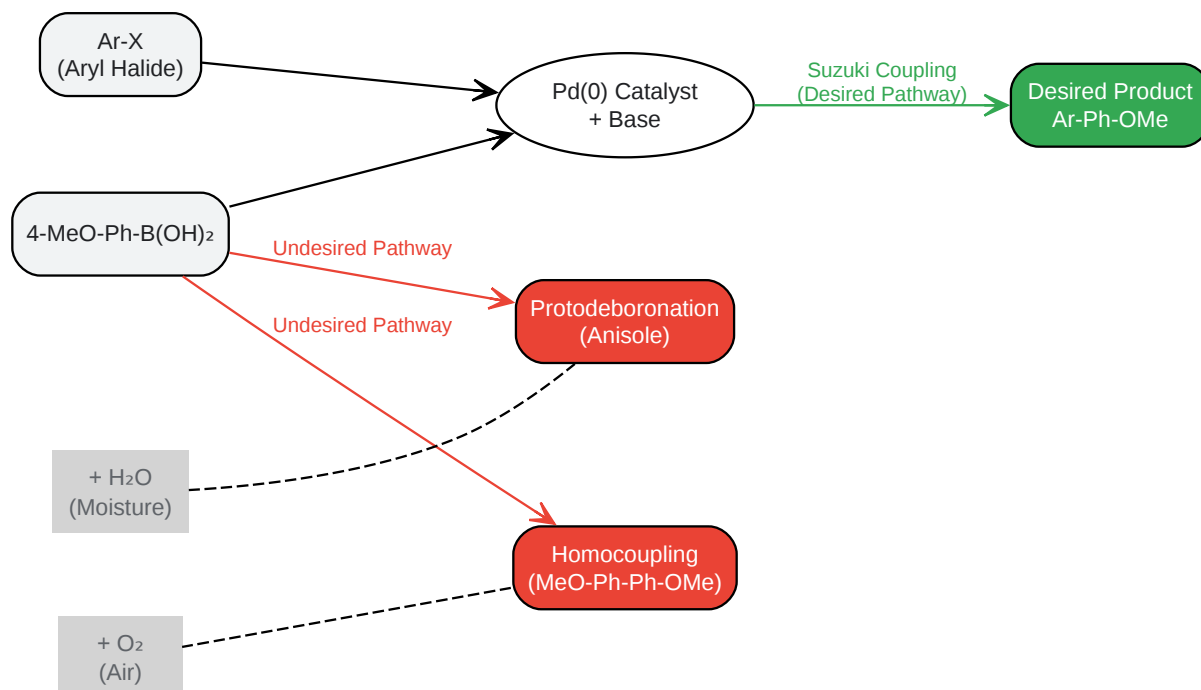 Ar-X
(Aryl Halide)
Pd(0) Catalyst
+ Base
Suzuki Coupling
(Desired Pathway)
Desired Product
Ar-Ph-OMe
4-MeO-Ph-B(OH)₂
Undesired Pathway
Protodeboronation
(Anisole)
Undesired Pathway
+ H₂O
(Moisture)
Homocoupling
(MeO-Ph-Ph-OMe)
+ O₂
(Air)